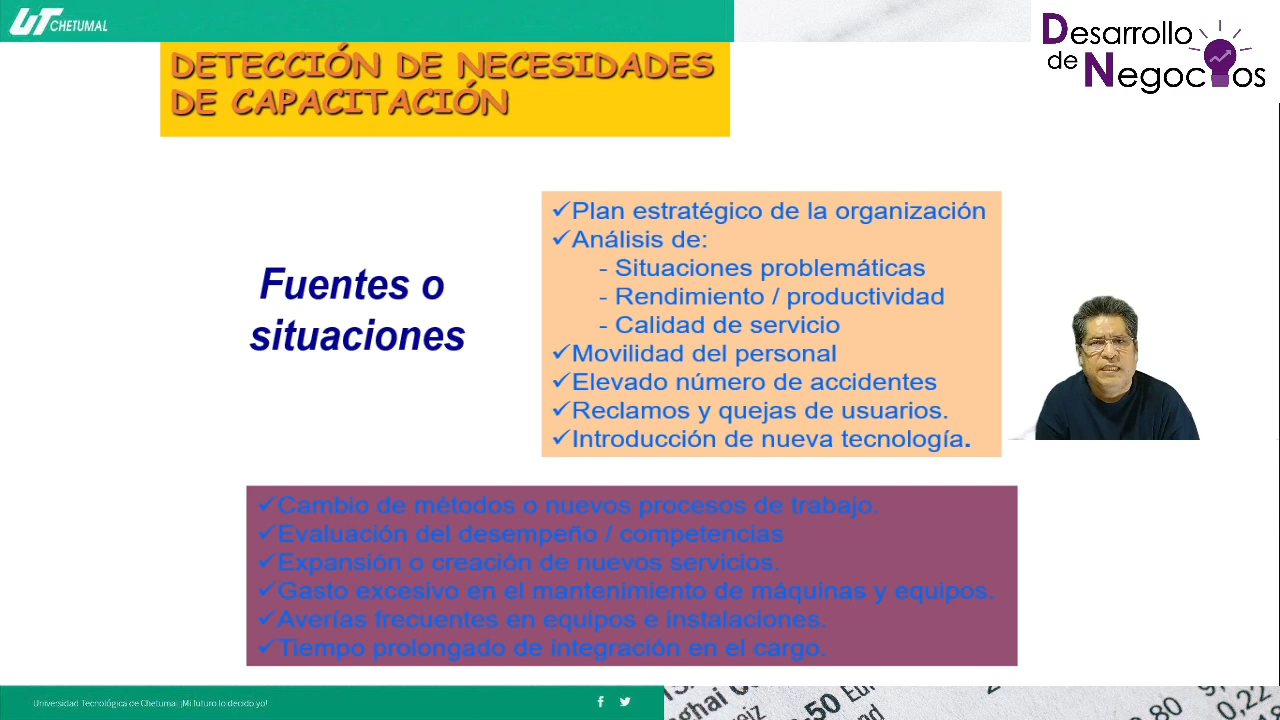 UT CHETUMAL
Desarrollo
de Negocios
DETECCIÓN DE NECESIDADES
DE CAPACITACIÓN
Fuentes o
situaciones
✓Plan estratégico de la organización
✓Análisis de:
- Situaciones problemáticas
- Rendimiento / productividad
- Calidad de servicio
✓Movilidad del personal
✓Elevado número de accidentes
✓Reclamos y quejas de usuarios.
✓Introducción de nueva tecnología.
✓Cambio de métodos o nuevos procesos de trabajo.
✓Evaluación del desempeño / competencias
✓Expansión o creación de nuevos servicios.
✓Gasto excesivo en el mantenimiento de máquinas y equipos.
✓Averías frecuentes en equipos e instalaciones.
✓Tiempo prolongado de integración en el cargo.
Universidad Tecnológica de Chetumal ¡Mi futuro lo decido yo!